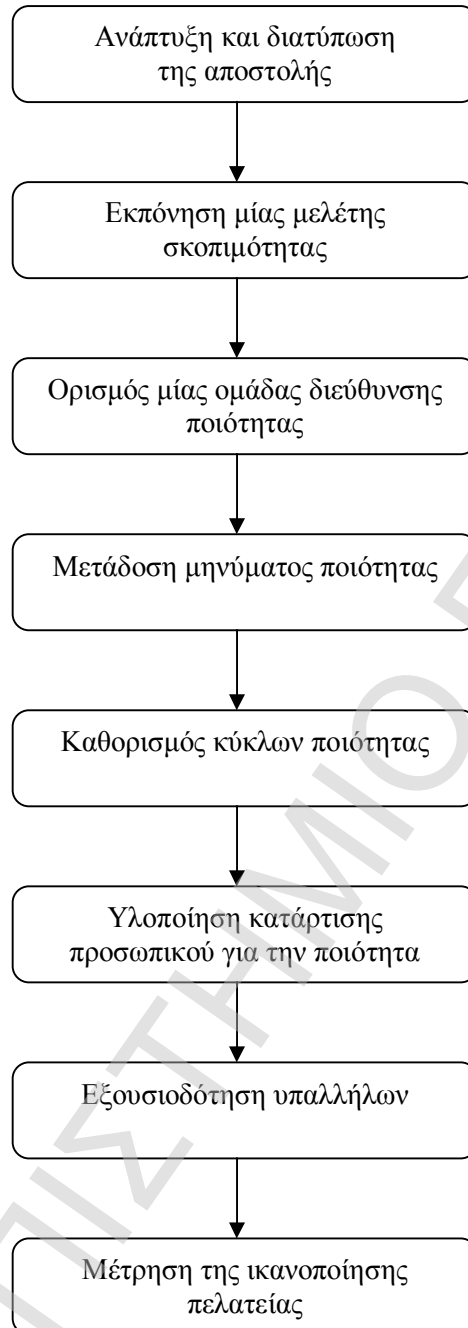 Ανάπτυξη και διατύπωση
της αποστολής
Εκπόνηση μίας μελέτης
σκοπιμότητας
Ορισμός μίας ομάδας διεύθυνσης
ποιότητας
Μετάδοση μηνύματος ποιότητας
Καθορισμός κύκλων ποιότητας
Υλοποίηση κατάρτισης
προσωπικού για την ποιότητα
Εξουσιοδότηση υπαλλήλων
Μέτρηση της ικανοποίησης
πελατείας